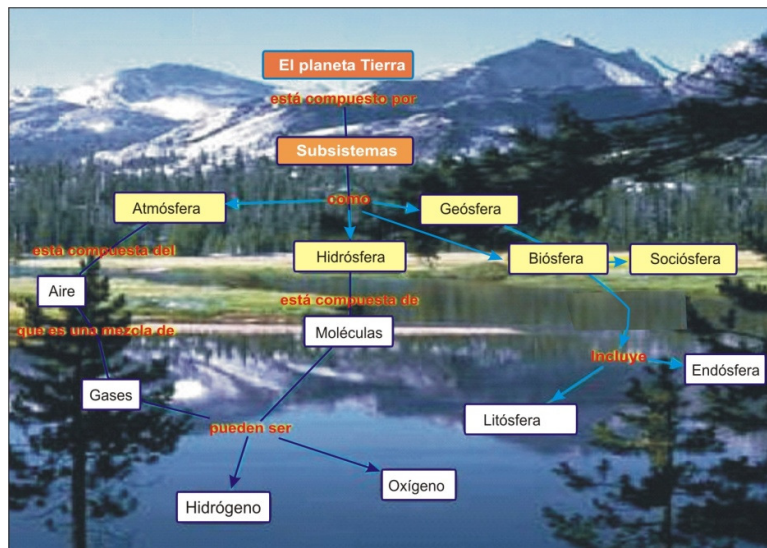 El planeta Tierra
está compuesto por
Subsistemas
como
Atmósfera
Geósfera
está compuesta del
Hidrósfera
Biósfera
Sociósfera
Aire
está compuesta de
que es una mezcla de
Moléculas
Incluye
Endósfera
Gases
Litósfera
pueden ser
Oxígeno
Hidrógeno